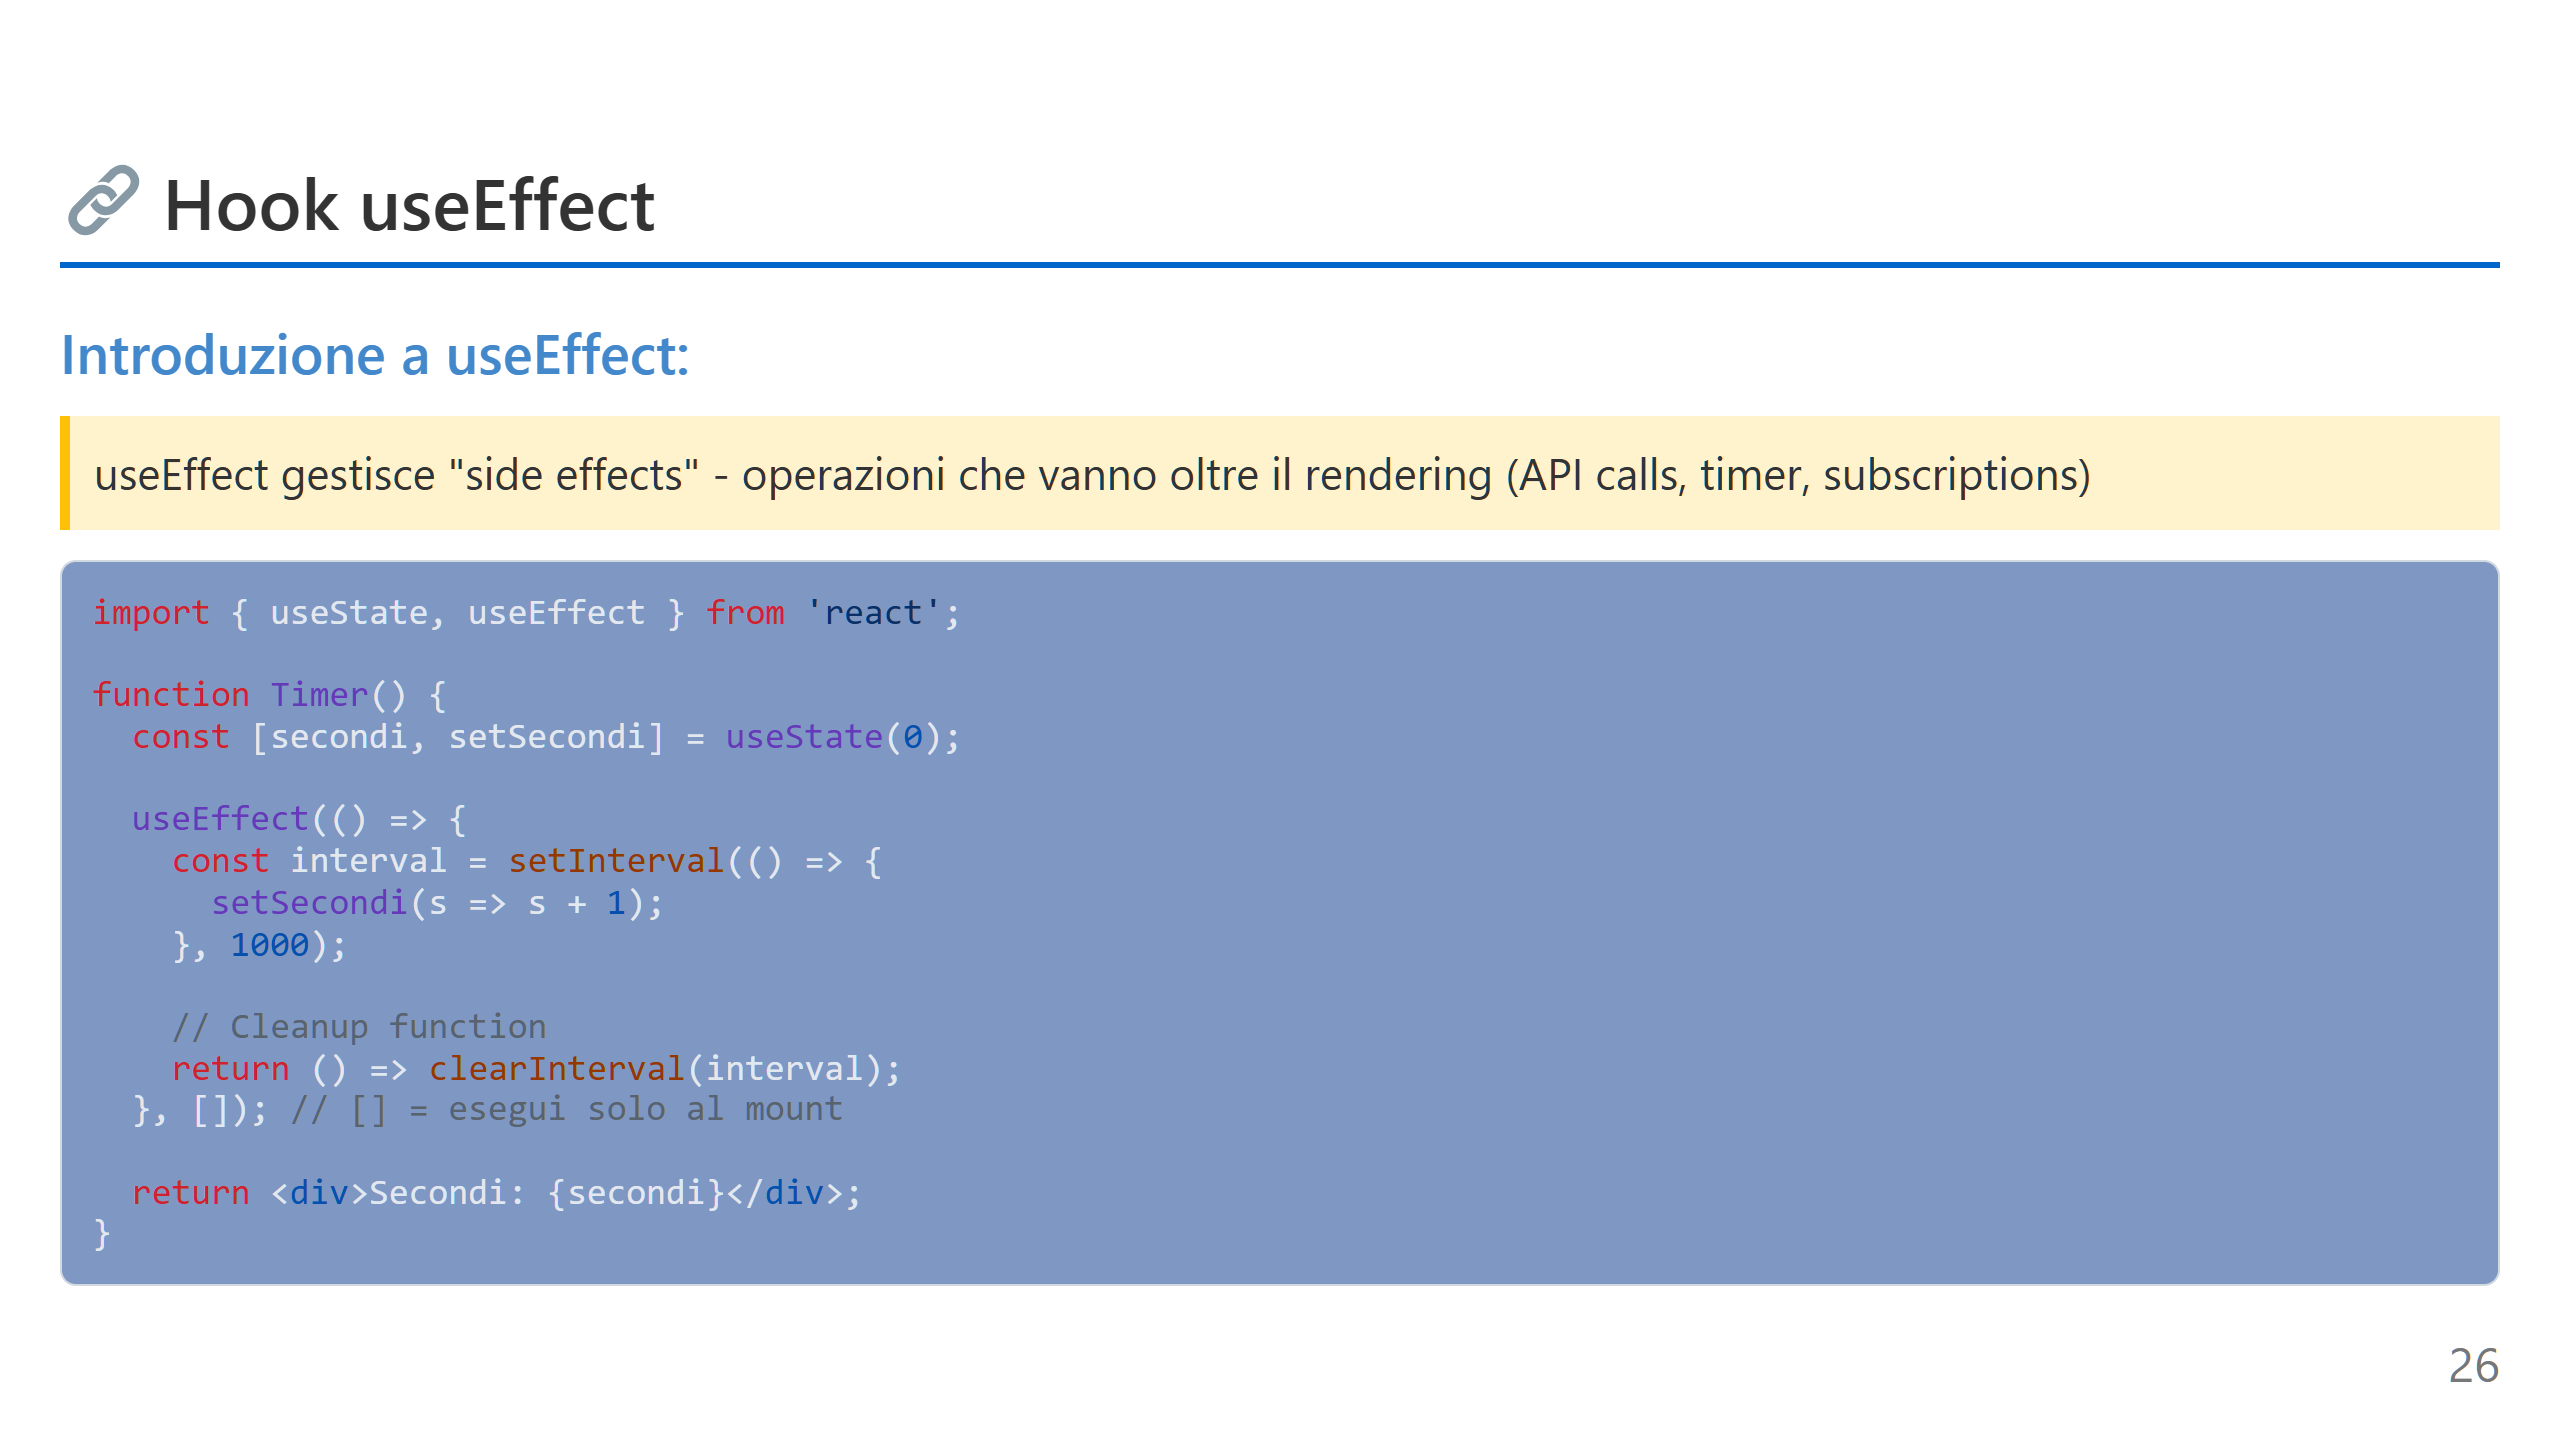 🔗 Hook useEffect
Introduzione a useEffect:
useEffect gestisce "side effects" - operazioni che vanno oltre il rendering (API calls, timer, subscriptions)
import { useState, useEffect } from 'react';
function Timer() {
  const [secondi, setSecondi] = useState(0);
  useEffect(() => {
    const interval = setInterval(() => {
      setSecondi(s => s + 1);
    }, 1000);
    // Cleanup function
    return () => clearInterval(interval);
  }, []); // [] = esegui solo al mount
  return <div>Secondi: {secondi}</div>;
}
26